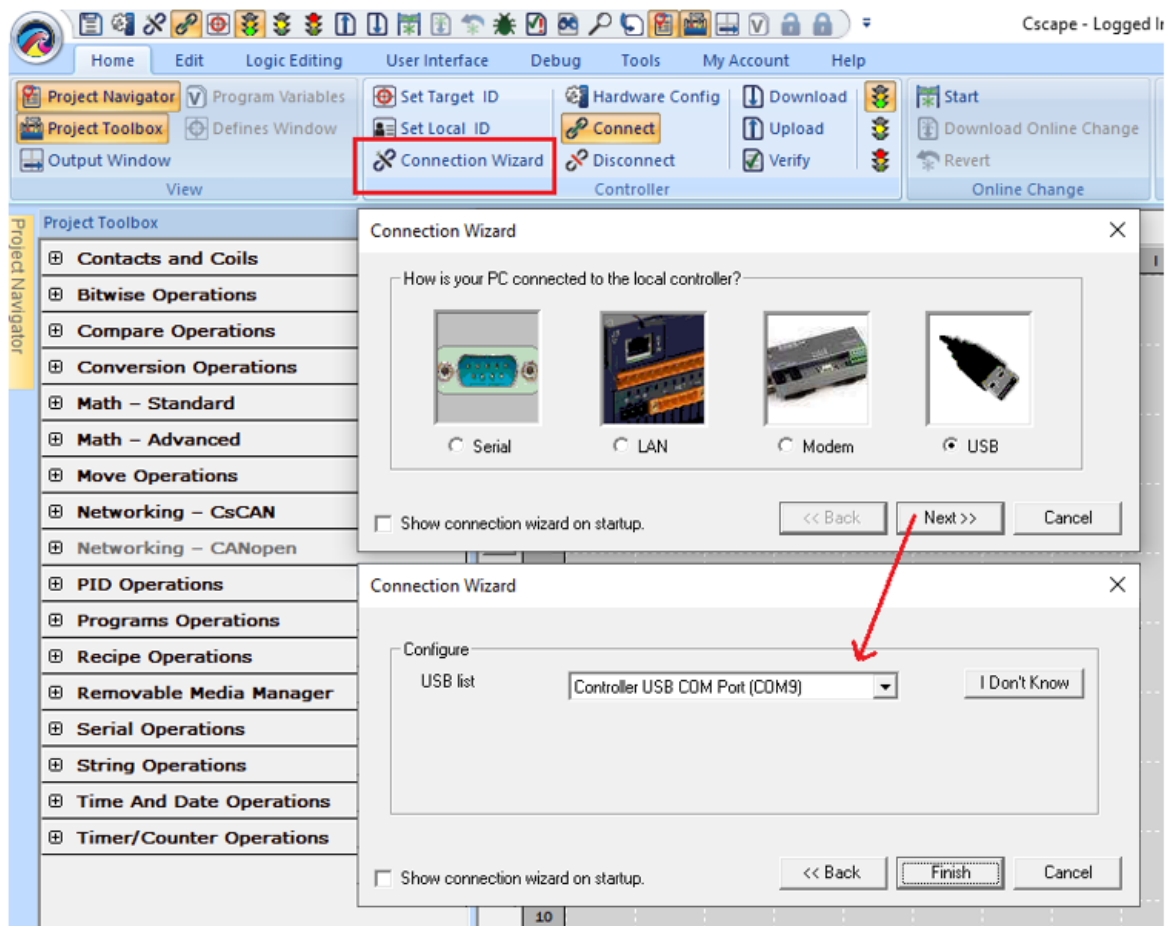 Cscape - Logged In
Home Edit Logic Editing User Interface Debug Tools My Account Help
Project Navigator Program Variables Set Target ID Hardware Config Download Start
Project Toolbox Defines Window Set Local ID Connect Upload Download Online Change
Output Window Connection Wizard Disconnect Verify Revert
View Controller Online Change
Project Navigator
Project Toolbox
Contacts and Coils
Bitwise Operations
Compare Operations
Conversion Operations
Math – Standard
Math – Advanced
Move Operations
Networking – CsCAN
Networking – CANopen
PID Operations
Programs Operations
Recipe Operations
Removable Media Manager
Serial Operations
String Operations
Time And Date Operations
Timer/Counter Operations
Connection Wizard
How is your PC connected to the local controller?
Serial LAN Modem USB
Show connection wizard on startup. << Back Next >> Cancel
Connection Wizard
Configure
USB list Controller USB COM Port (COM9) I Don't Know
Show connection wizard on startup. << Back Finish Cancel
10